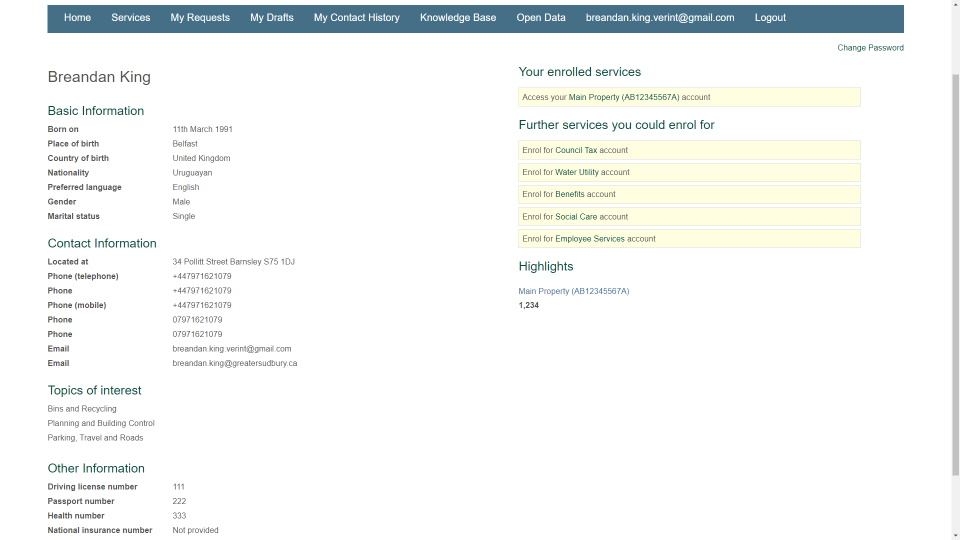 Home Services My Requests My Drafts My Contact History Knowledge Base Open Data breandan.king.verint@gmail.com Logout
Change Password
Breandan King
Basic Information
Born on 11th March 1991
Place of birth Belfast
Country of birth United Kingdom
Nationality Uruguayan
Preferred language English
Gender Male
Marital status Single
Contact Information
Located at 34 Pollitt Street Barnsley S75 1DJ
Phone (telephone) +447971621079
Phone +447971621079
Phone (mobile) +447971621079
Phone 07971621079
Phone 07971621079
Email breandan.king.verint@gmail.com
Email breandan.king@greatersudbury.ca
Topics of interest
Bins and Recycling
Planning and Building Control
Parking, Travel and Roads
Other Information
Driving license number 111
Passport number 222
Health number 333
National insurance number Not provided
Your enrolled services
Access your Main Property (AB12345567A) account
Further services you could enrol for
Enrol for Council Tax account
Enrol for Water Utility account
Enrol for Benefits account
Enrol for Social Care account
Enrol for Employee Services account
Highlights
Main Property (AB12345567A)
1,234